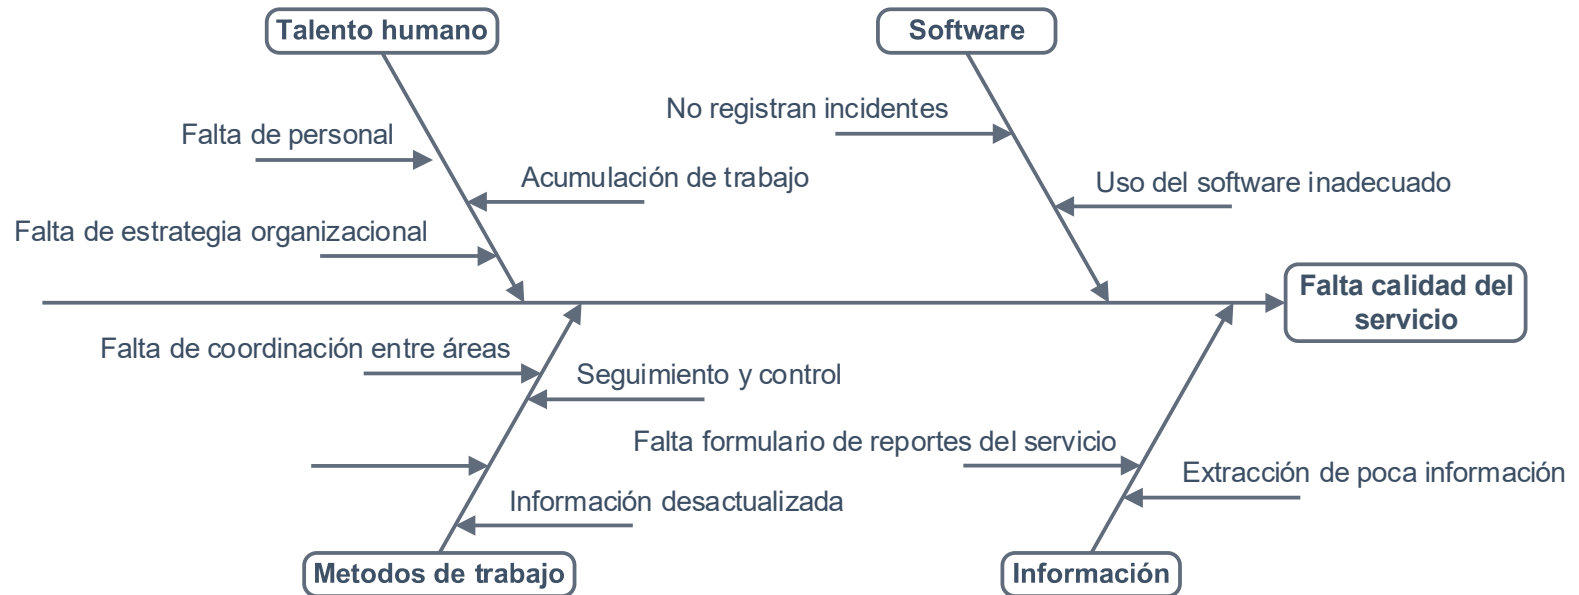 Talento humano
Software
No registran incidentes
Falta de personal
Acumulación de trabajo
Uso del software inadecuado
Falta de estrategia organizacional
Falta calidad del
servicio
Falta de coordinación entre áreas
Seguimiento y control
Falta formulario de reportes del servicio
Extracción de poca información
Información desactualizada
Metodos de trabajo
Información